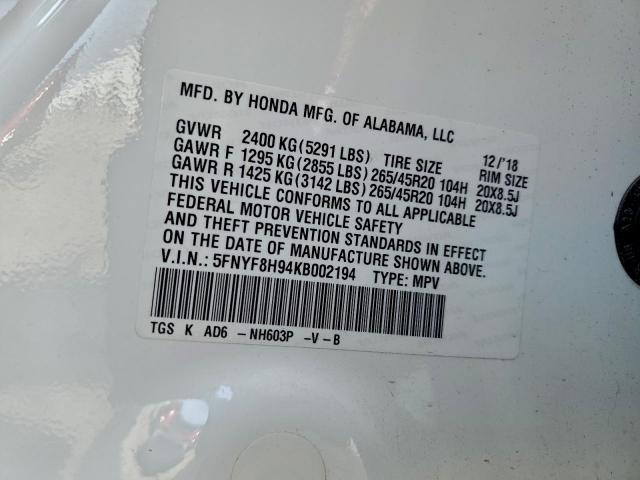 MFD. BY HONDA MFG. OF ALABAMA, LLC
GVWR 2400 KG(5291 LBS) TIRE SIZE 12/'18 RIM SIZE
GAWR F 1295 KG(2855 LBS) 265/45R20 104H 20X8.5J
GAWR R 1425 KG(3142 LBS) 265/45R20 104H 20X8.5J
THIS VEHICLE CONFORMS TO ALL APPLICABLE
FEDERAL MOTOR VEHICLE SAFETY
AND THEFT PREVENTION STANDARDS IN EFFECT
ON THE DATE OF MANUFACTURE SHOWN ABOVE.
V.I.N.: 5FNYF8H94KB002194 TYPE: MPV
TGS K AD6 -NH603P -V-B